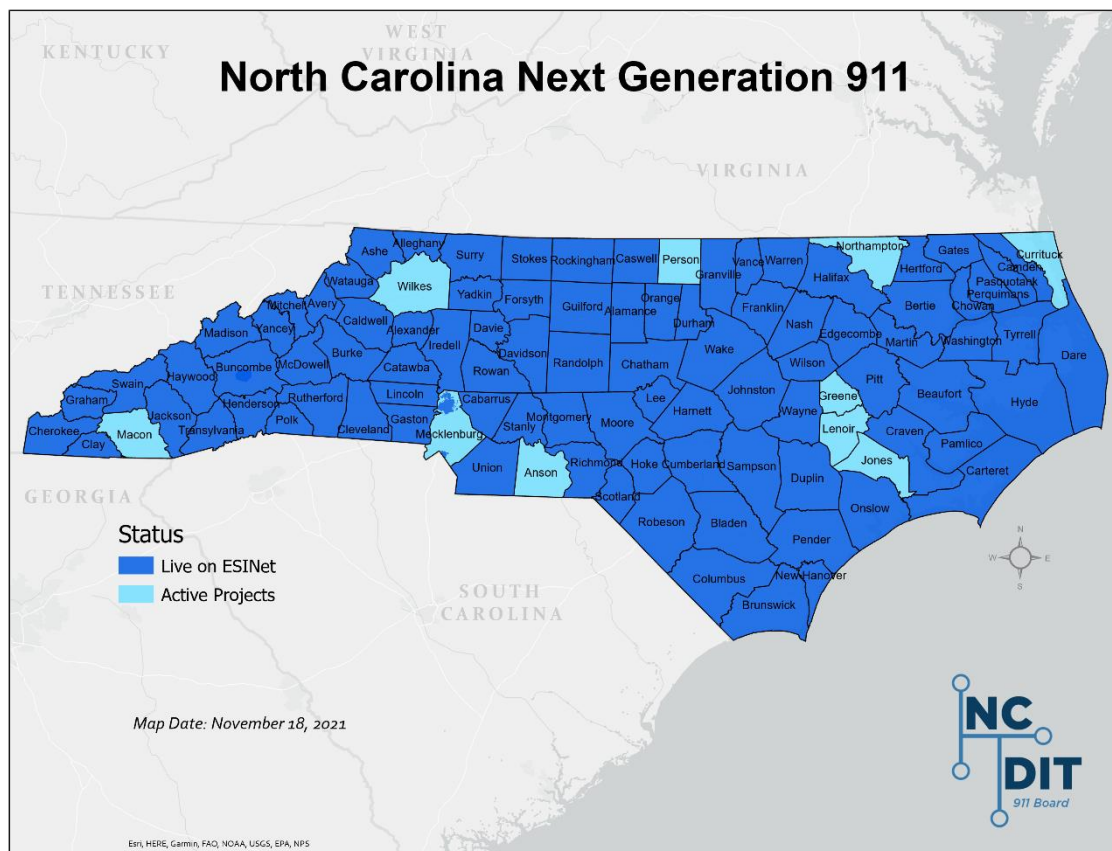 KENTUCKY
WEST
VIRGINIA
North Carolina Next Generation 911
VIRGINIA
TENNESSEE
Ashe
Alleghany
Surry
Stokes
Rockingham
Caswell
Person
Granville
Vance
Warren
Northampton
Gates
Currituck
Camden
Pasquotank
Perquimans
Chowan
Hertford
Halifax
Watauga
Wilkes
Yadkin
Forsyth
Guilford
Alamance
Orange
Durham
Franklin
Nash
Edgecombe
Bertie
Martin
Washington
Tyrrell
Dare
Mitchell
Avery
Caldwell
Alexander
Iredell
Davie
Davidson
Randolph
Chatham
Wake
Wilson
Pitt
Beaufort
Hyde
Madison
Yancey
Burke
Catawba
Rowan
Buncombe
McDowell
Haywood
Swain
Graham
Rutherford
Lincoln
Cabarrus
Montgomery
Moore
Lee
Harnett
Johnston
Wayne
Greene
Lenoir
Craven
Pamlico
Jackson
Henderson
Polk
Cleveland
Gaston
Mecklenburg
Stanly
Cherokee
Clay
Macon
Transylvania
Union
Anson
Richmond
Hoke
Cumberland
Sampson
Duplin
Jones
Carteret
Scotland
Robeson
Bladen
Pender
Onslow
Columbus
New Hanover
Brunswick
GEORGIA
SOUTH
CAROLINA
Status
Live on ESINet
Active Projects
N
W
E
S
Map Date: November 18, 2021
NC
DIT
911 Board
Esri, HERE, Garmin, FAO, NOAA, USGS, EPA, NPS